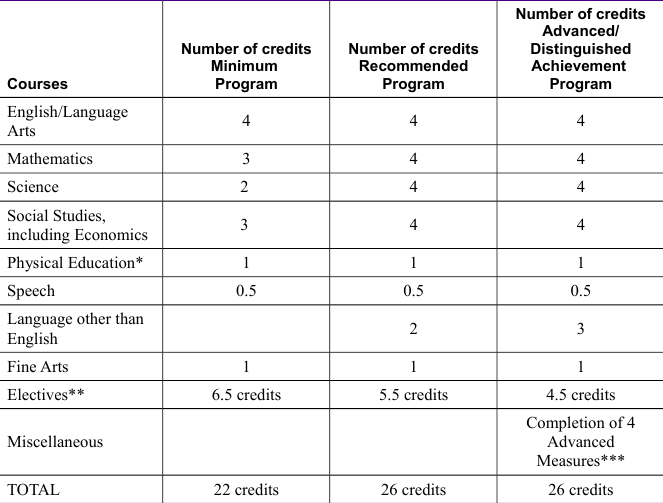 Courses Number of credits Minimum Program Number of credits Recommended Program Number of credits Advanced/ Distinguished Achievement Program
English/Language Arts 4 4 4
Mathematics 3 4 4
Science 2 4 4
Social Studies, including Economics 3 4 4
Physical Education* 1 1 1
Speech 0.5 0.5 0.5
Language other than English 2 3
Fine Arts 1 1 1
Electives** 6.5 credits 5.5 credits 4.5 credits
Miscellaneous Completion of 4 Advanced Measures***
TOTAL 22 credits 26 credits 26 credits